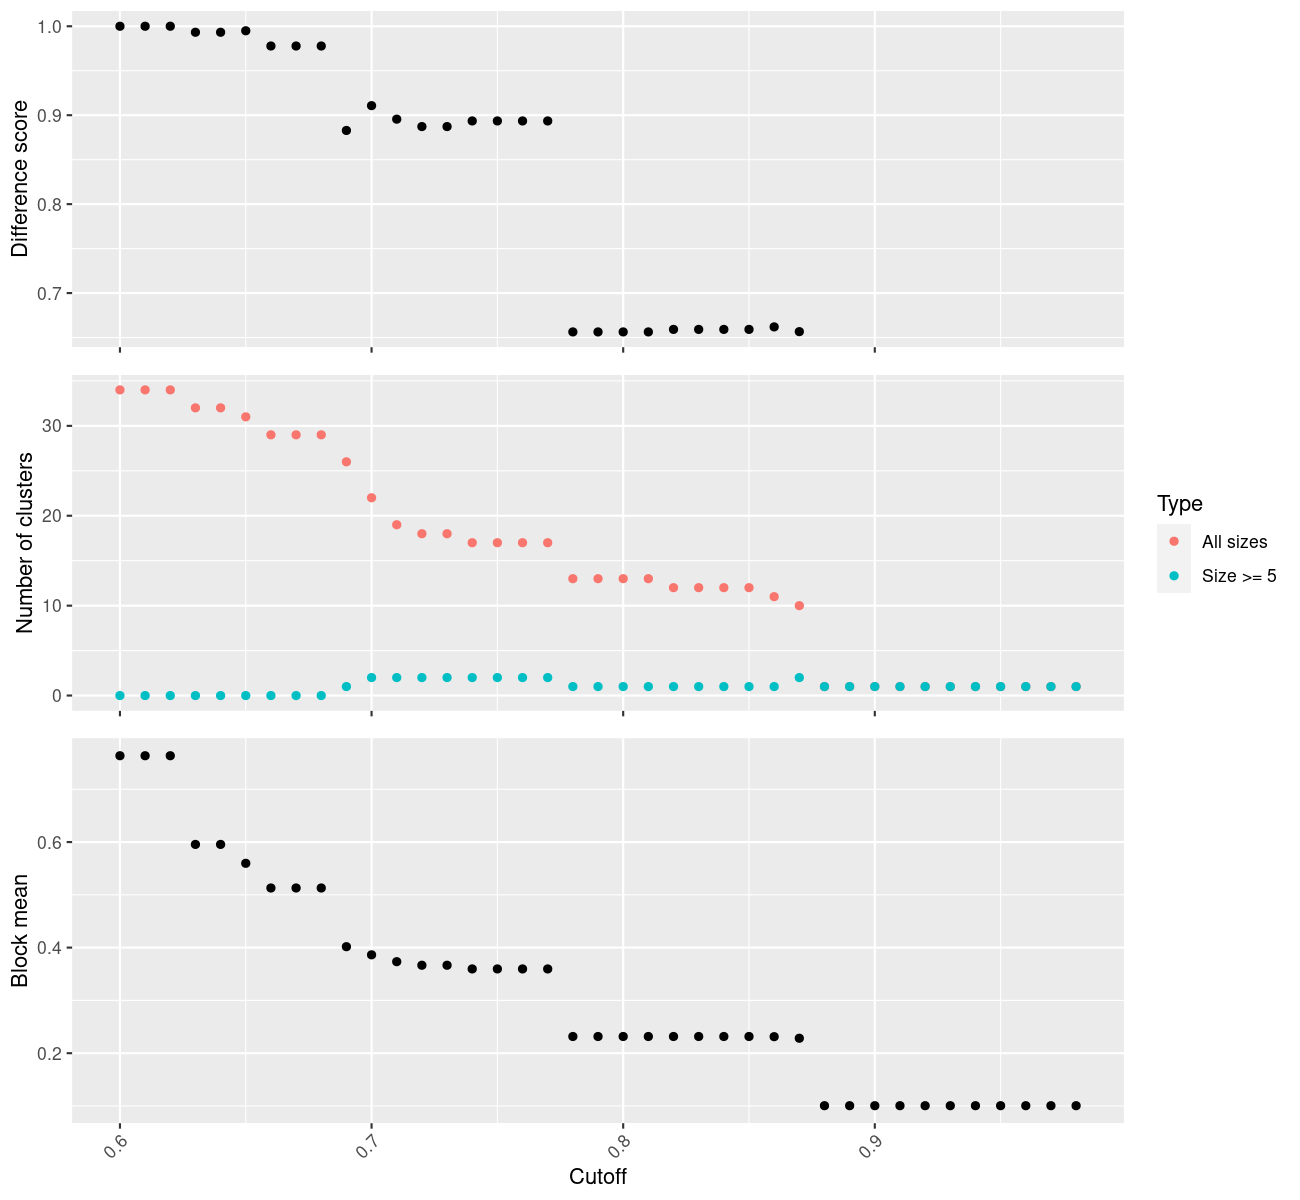 Difference score
1.0
0.9
0.8
0.7
Number of clusters
30
20
10
0
Type
All sizes
Size >= 5
Block mean
0.6
0.4
0.2
0.6
0.7
0.8
0.9
Cutoff